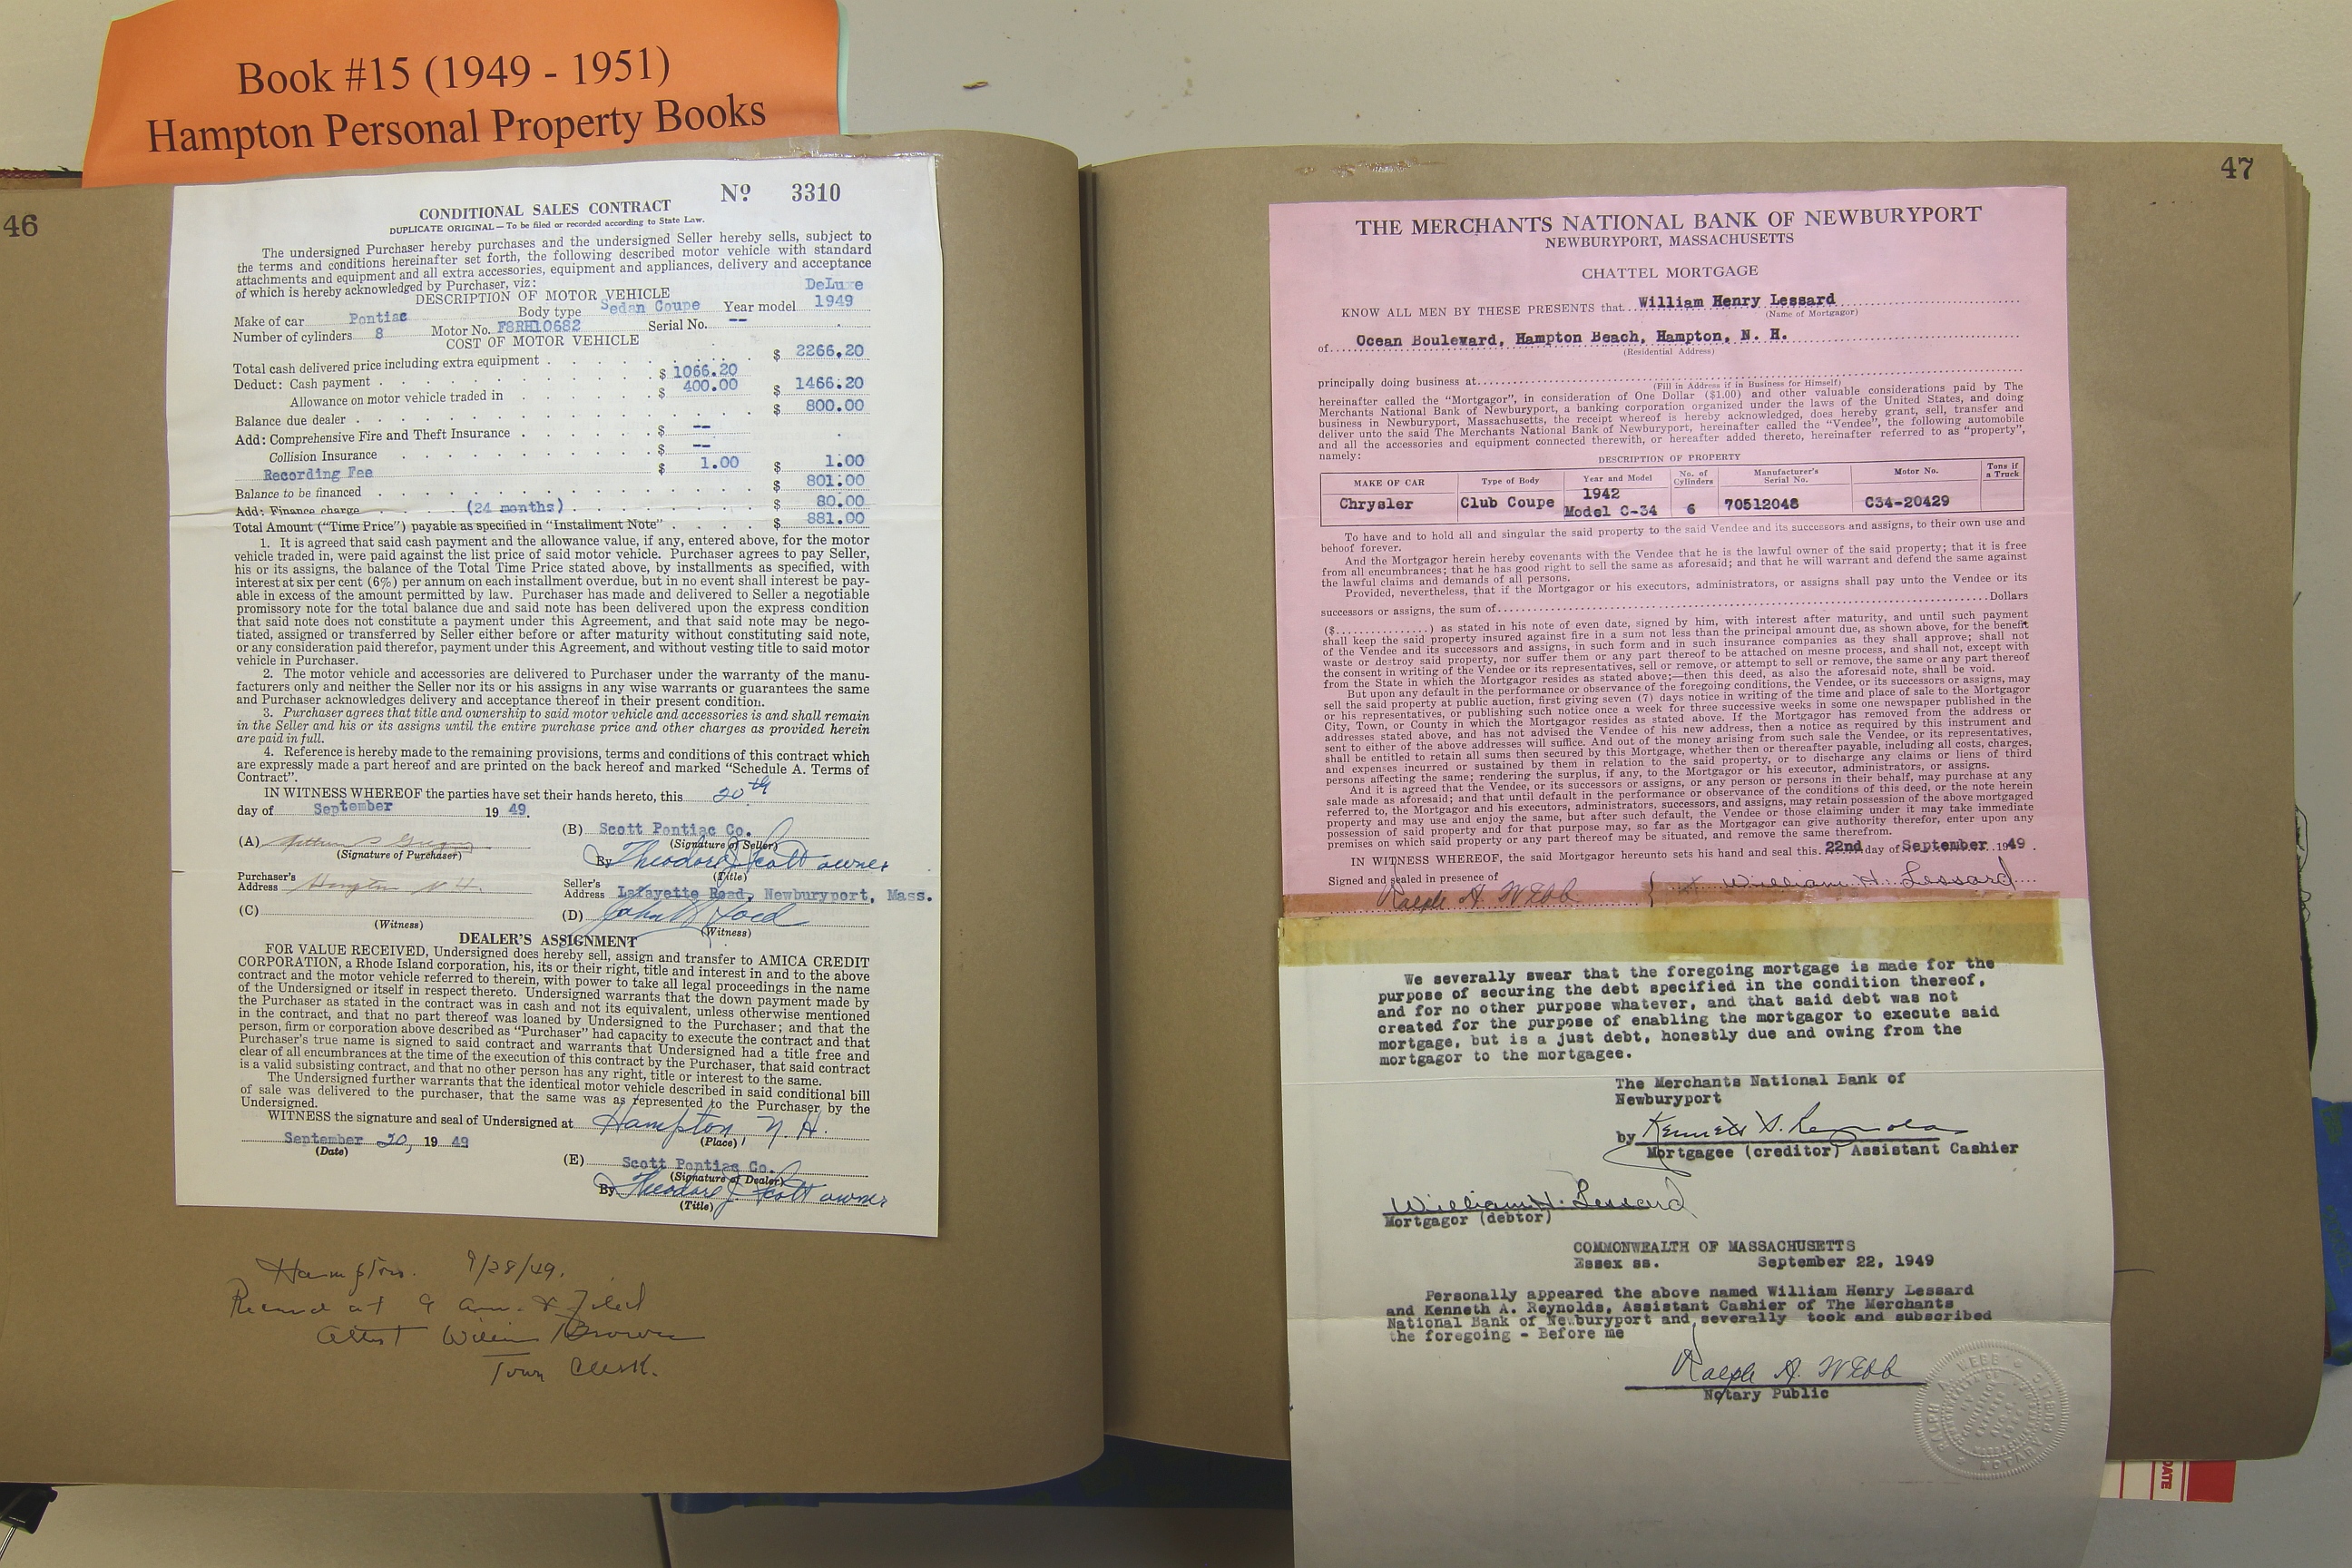 Book #15 (1949 - 1951)
Hampton Personal Property Books
46
Nº 3310
CONDITIONAL SALES CONTRACT
DUPLICATE ORIGINAL—To be filed or recorded according to State Law.
The undersigned Purchaser hereby purchases and the undersigned Seller hereby sells, subject to
the terms and conditions hereinafter set forth, the following described motor vehicle with standard
attachments and equipment and all extra accessories, equipment and appliances, delivery and acceptance
of which is hereby acknowledged by Purchaser, viz:
DESCRIPTION OF MOTOR VEHICLE DeLuxe
Make of car Pontiac Body type Sedan Coupe Year model 1949
Number of cylinders 8 Motor No. P8RH10682 Serial No. --
COST OF MOTOR VEHICLE
Total cash delivered price including extra equipment $ 2266.20
Deduct: Cash payment $ 1066.20
Allowance on motor vehicle traded in $ 400.00 $ 1466.20
Balance due dealer $ 800.00
Add: Comprehensive Fire and Theft Insurance $ --
Collision Insurance $ --
Recording Fee $ 1.00 $ 1.00
Balance to be financed $ 801.00
Add: Finance charge (24 months) $ 80.00
Total Amount ("Time Price") payable as specified in "Installment Note" $ 881.00
1. It is agreed that said cash payment and the allowance value, if any, entered above, for the motor
vehicle traded in, were paid against the list price of said motor vehicle. Purchaser agrees to pay Seller,
his or its assigns, the balance of the Total Time Price stated above, by installments as specified, with
interest at six per cent (6%) per annum on each installment overdue, but in no event shall interest be pay-
able in excess of the amount permitted by law. Purchaser has made and delivered to Seller a negotiable
promissory note for the total balance due and said note has been delivered upon the express condition
that said note does not constitute a payment under this Agreement, and that said note may be nego-
tiated, assigned or transferred by Seller either before or after maturity without constituting said note,
or any consideration paid therefor, payment under this Agreement, and without vesting title to said motor
vehicle in Purchaser.
2. The motor vehicle and accessories are delivered to Purchaser under the warranty of the manu-
facturers only and neither the Seller nor its or his assigns in any wise warrants or guarantees the same
and Purchaser acknowledges delivery and acceptance thereof in their present condition.
3. Purchaser agrees that title and ownership to said motor vehicle and accessories is and shall remain
in the Seller and his or its assigns until the entire purchase price and other charges as provided herein
are paid in full.
4. Reference is hereby made to the remaining provisions, terms and conditions of this contract which
are expressly made a part hereof and are printed on the back hereof and marked "Schedule A. Terms of
Contract".
IN WITNESS WHEREOF the parties have set their hands hereto, this 20th
day of September 19 49.
(A) (Signature of Purchaser)
(B) Scott Pontiac Co.
(Signature of Seller)
By Theodore J. Scott owner
(Title)
Purchaser's Address Hampton N.H.
Seller's Address Lafayette Road, Newburyport, Mass.
(C) (Witness)
(D) (Witness)
DEALER'S ASSIGNMENT
FOR VALUE RECEIVED, Undersigned does hereby sell, assign and transfer to AMICA CREDIT
CORPORATION, a Rhode Island corporation, his, its or their right, title and interest in and to the above
contract and the motor vehicle referred to therein, with power to take all legal proceedings in the name
of the Undersigned or itself in respect thereto. Undersigned warrants that the down payment made by
the Purchaser as stated in the contract was in cash and not its equivalent, unless otherwise mentioned
in the contract, and that no part thereof was loaned by Undersigned to the Purchaser; and that the
person, firm or corporation above described as "Purchaser" had capacity to execute the contract and that
Purchaser's true name is signed to said contract and warrants that Undersigned had a title free and
clear of all encumbrances at the time of the execution of this contract by the Purchaser, that said contract
is a valid subsisting contract, and that no other person has any right, title or interest to the same.
The Undersigned further warrants that the identical motor vehicle described in said conditional bill
of sale was delivered to the purchaser, that the same was as represented to the Purchaser by the
Undersigned.
WITNESS the signature and seal of Undersigned at Hampton N.H.
(Place)
September 20, 19 49
(Date)
(E) Scott Pontiac Co.
(Signature of Dealer)
By Theodore J. Scott owner
(Title)
Hampton. 9/28/49.
Received at 9 am. & Filed
Attest William Brown
Town Clerk.
47
THE MERCHANTS NATIONAL BANK OF NEWBURYPORT
NEWBURYPORT, MASSACHUSETTS
CHATTEL MORTGAGE
KNOW ALL MEN BY THESE PRESENTS that William Henry Lessard
(Name of Mortgagor)
of Ocean Boulevard, Hampton Beach, Hampton, N. H.
(Residential Address)
principally doing business at
(Fill in Address if in Business for Himself)
hereinafter called the "Mortgagor", in consideration of One Dollar ($1.00) and other valuable considerations paid by The
Merchants National Bank of Newburyport, a banking corporation organized under the laws of the United States, and doing
business in Newburyport, Massachusetts, the receipt whereof is hereby acknowledged, does hereby grant, sell, transfer and
deliver unto the said The Merchants National Bank of Newburyport, hereinafter called the "Vendee", the following automobile
and all the accessories and equipment connected therewith, or hereafter added thereto, hereinafter referred to as "property",
namely:
DESCRIPTION OF PROPERTY
MAKE OF CAR Type of Body Year and Model No. of Cylinders Manufacturer's Serial No. Motor No. Tons if a Truck
Chrysler Club Coupe 1942 Model C-34 6 70512048 C34-20429
To have and to hold all and singular the said property to the said Vendee and its successors and assigns, to their own use and
behoof forever.
And the Mortgagor herein hereby covenants with the Vendee that he is the lawful owner of the said property; that it is free
from all encumbrances; that he has good right to sell the same as aforesaid; and that he will warrant and defend the same against
the lawful claims and demands of all persons.
Provided, nevertheless, that if the Mortgagor or his executors, administrators, or assigns shall pay unto the Vendee or its
successors or assigns, the sum of Dollars
($ ) as stated in his note of even date, signed by him, with interest after maturity, and until such payment
shall keep the said property insured against fire in a sum not less than the principal amount due, as shown above, for the benefit
of the Vendee and its successors and assigns, in such form and in such insurance companies as they shall approve; shall not
waste or destroy said property, nor suffer them or any part thereof to be attached on mesne process, and shall not, except with
the consent in writing of the Vendee or its representatives, sell or remove, or attempt to sell or remove, the same or any part thereof
from the State in which the Mortgagor resides as stated above;—then this deed, as also the aforesaid note, shall be void.
But upon any default in the performance or observance of the foregoing conditions, the Vendee, or its successors or assigns, may
sell the said property at public auction, first giving seven (7) days notice in writing of the time and place of sale to the Mortgagor
or his representatives, or publishing such notice once a week for three successive weeks in some one newspaper published in the
City, Town, or County in which the Mortgagor resides as stated above. If the Mortgagor has removed from the address or
addresses stated above, and has not advised the Vendee of his new address, then a notice as required by this instrument and
sent to either of the above addresses will suffice. And out of the money arising from such sale the Vendee, or its representatives,
shall be entitled to retain all sums then secured by this Mortgage, whether then or thereafter payable, including all costs, charges,
and expenses incurred or sustained by them in relation to the said property, or to discharge any claims or liens of third
persons affecting the same; rendering the surplus, if any, to the Mortgagor or his executor, administrators, or assigns.
And it is agreed that the Vendee, or its successors or assigns, or any person or persons in their behalf, may purchase at any
sale made as aforesaid; and that until default in the performance or observance of the conditions of this deed, or the note herein
referred to, the Mortgagor and his executors, administrators, successors, and assigns, may retain possession of the above mortgaged
property and may use and enjoy the same, but after such default, the Vendee or those claiming under it may take immediate
possession of said property and for that purpose may, so far as the Mortgagor can give authority therefor, enter upon any
premises on which said property or any part thereof may be situated, and remove the same therefrom.
IN WITNESS WHEREOF, the said Mortgagor hereunto sets his hand and seal this 22nd day of September 1949.
Signed and sealed in presence of
Ralph A. Webb William H. Lessard
We severally swear that the foregoing mortgage is made for the
purpose of securing the debt specified in the condition thereof,
and for no other purpose whatever, and that said debt was not
created for the purpose of enabling the mortgagor to execute said
mortgage, but is a just debt, honestly due and owing from the
mortgagor to the mortgagee.
The Merchants National Bank of
Newburyport
by Kenneth A. Reynolds
Mortgagee (creditor) Assistant Cashier
William H. Lessard
Mortgagor (debtor)
COMMONWEALTH OF MASSACHUSETTS
Essex ss. September 22, 1949
Personally appeared the above named William Henry Lessard
and Kenneth A. Reynolds, Assistant Cashier of The Merchants
National Bank of Newburyport and severally took and subscribed
the foregoing - Before me
Ralph A. Webb
Notary Public
DATE